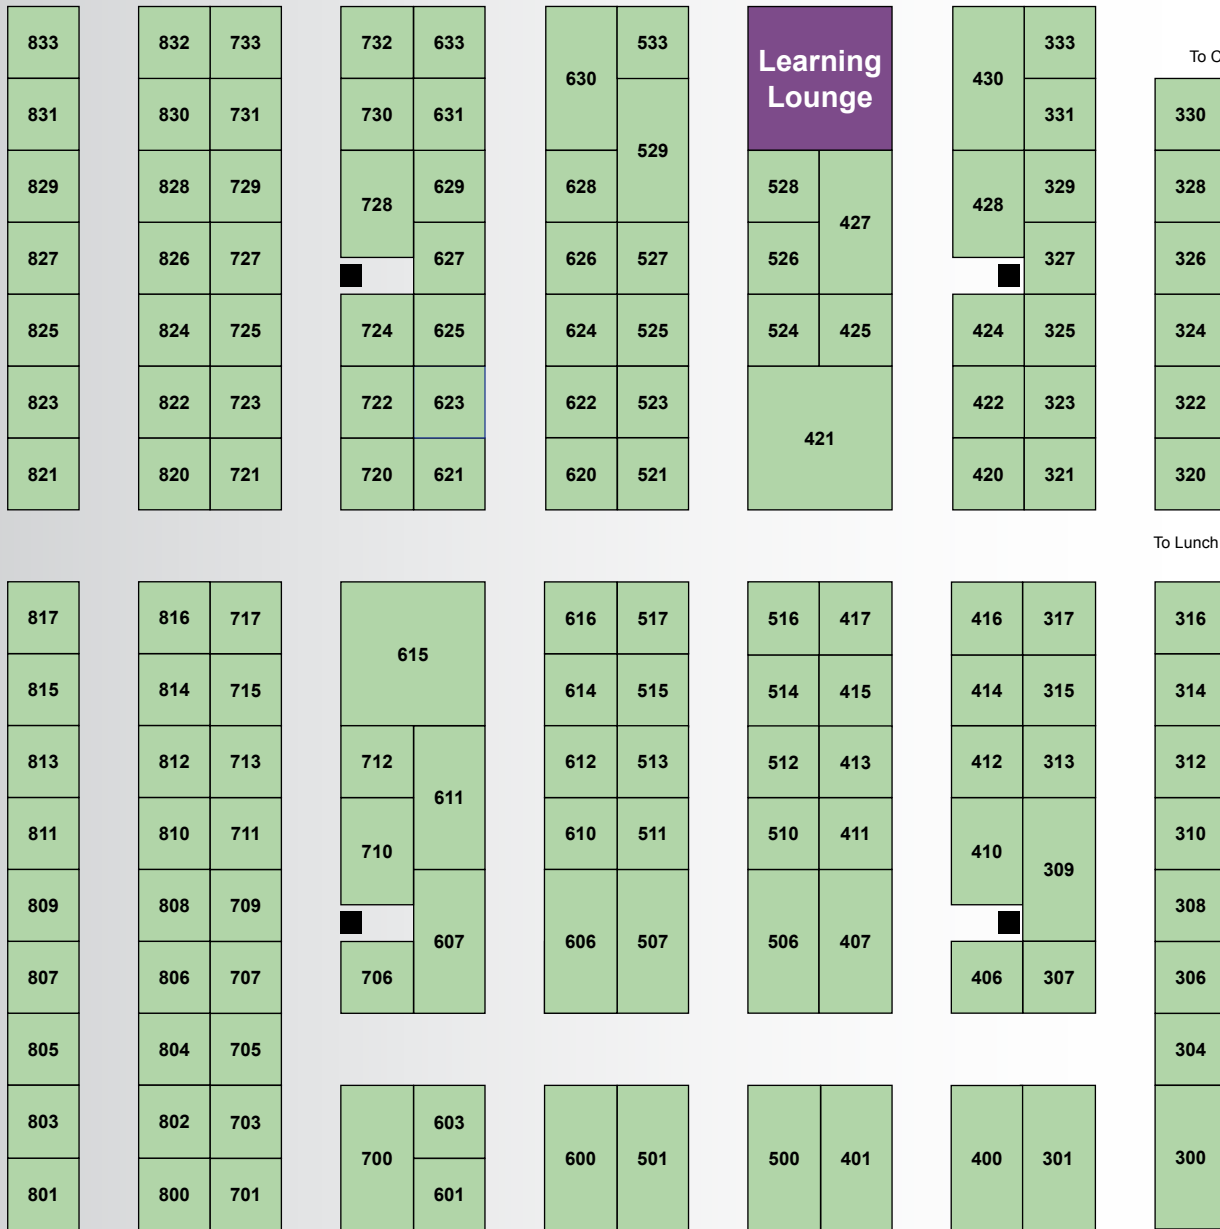 833 832 733 732 633 630 533 Learning Lounge 430 333
To C
831 830 731 730 631 529 331 330
829 828 729 728 629 628 528 427 428 329 328
827 826 727 627 626 527 526 327 326
825 824 725 724 625 624 525 524 425 424 325 324
823 822 723 722 623 622 523 421 422 323 322
821 820 721 720 621 620 521 420 321 320
To Lunch
817 816 717 615 616 517 516 417 416 317 316
815 814 715 614 515 514 415 414 315 314
813 812 713 712 611 612 513 512 413 412 313 312
811 810 711 710 610 511 510 411 410 309 310
809 808 709 607 606 507 506 407 308
807 806 707 706 406 307 306
805 804 705 304
803 802 703 700 603 600 501 500 401 400 301 300
801 800 701 601